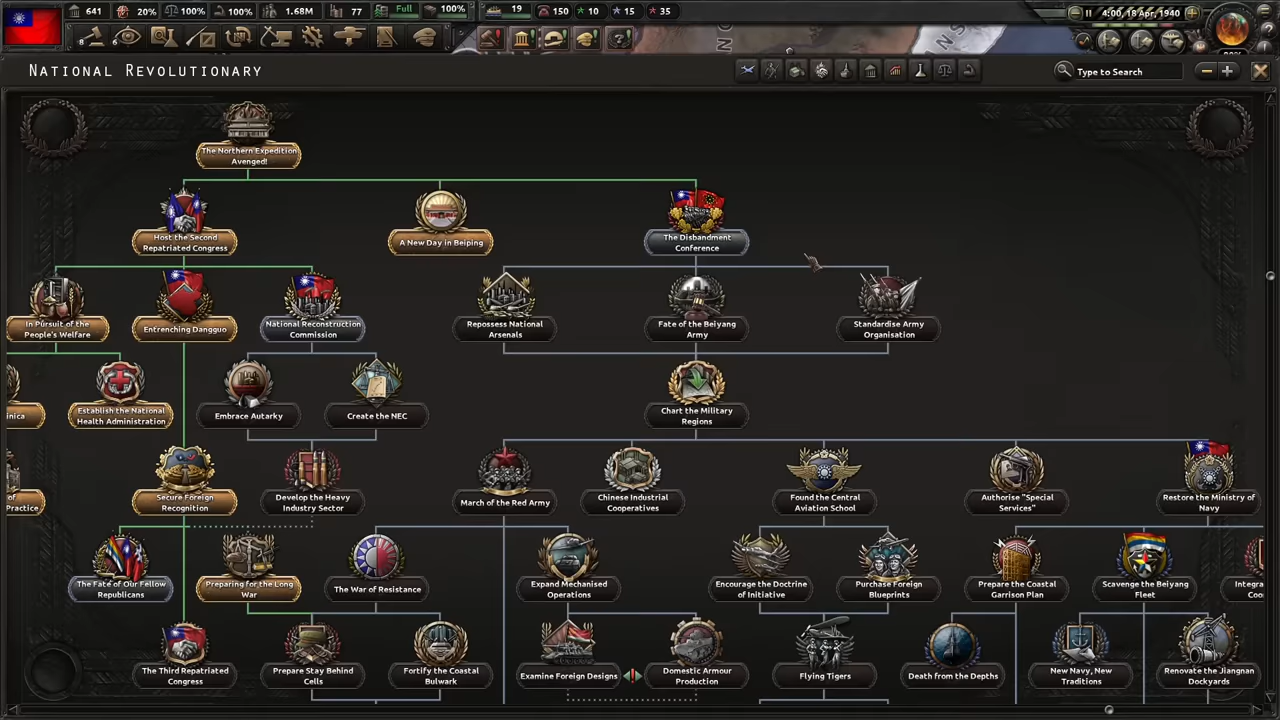 641
20%
100%
100%
1.68M
77
Full
100%
19
150
10
15
35
4:00, 18 Apr, 1940
8
6
NATIONAL REVOLUTIONARY
Type to Search
The Northern Expedition
Avenged!
Host the Second
Repatriated Congress
A New Day in Beiping
The Disbandment
Conference
In Pursuit of the
People's Welfare
Entrenching Dangguo
National Reconstruction
Commission
Repossess National
Arsenals
Fate of the Beiyang
Army
Standardise Army
Organisation
inica
Establish the National
Health Administration
Embrace Autarky
Create the NEC
Chart the Military
Regions
of
Practice
Secure Foreign
Recognition
Develop the Heavy
Industry Sector
March of the Red Army
Chinese Industrial
Cooperatives
Found the Central
Aviation School
Authorise "Special
Services"
Restore the Ministry of
Navy
The Fate of Our Fellow
Republicans
Preparing for the Long
War
The War of Resistance
Expand Mechanised
Operations
Encourage the Doctrine
of Initiative
Purchase Foreign
Blueprints
Prepare the Coastal
Garrison Plan
Scavenge the Beiyang
Fleet
Integra
Coo
The Third Repatriated
Congress
Prepare Stay Behind
Cells
Fortify the Coastal
Bulwark
Examine Foreign Designs
Domestic Armour
Production
Flying Tigers
Death from the Depths
New Navy, New
Traditions
Renovate the Jiangnan
Dockyards